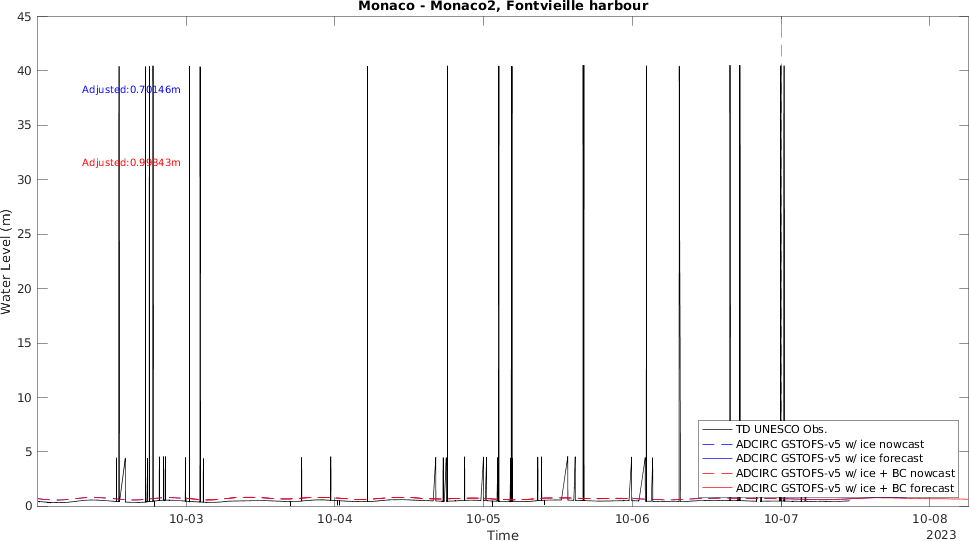 Monaco - Monaco2, Fontvieille harbour
45
40
35
30
25
20
15
10
5
0
Water Level (m)
Adjusted:0.70146m
Adjusted:0.99843m
TD UNESCO Obs.
ADCIRC GSTOFS-v5 w/ ice nowcast
ADCIRC GSTOFS-v5 w/ ice forecast
ADCIRC GSTOFS-v5 w/ ice + BC nowcast
ADCIRC GSTOFS-v5 w/ ice + BC forecast
10-03 10-04 10-05 10-06 10-07 10-08
2023
Time